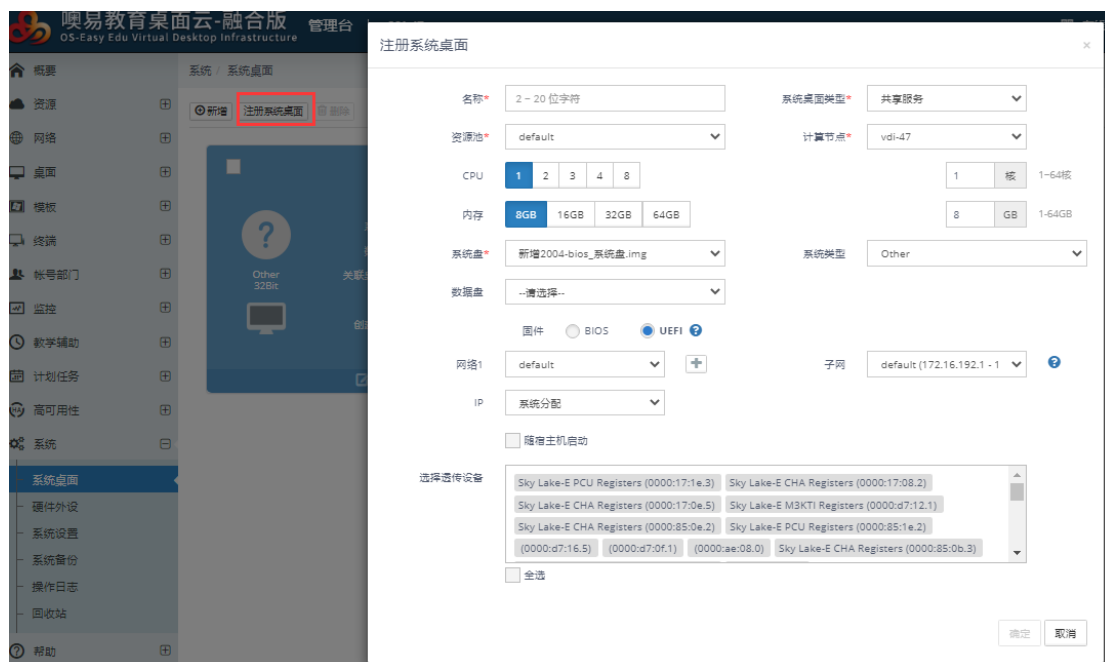 噢易教育桌面云-融合版 管理台
OS-Easy Edu Virtual Desktop Infrastructure
概要
资源
网络
桌面
模板
终端
帐号部门
监控
教学辅助
计划任务
高可用性
系统
系统桌面
硬件外设
系统设置
系统备份
操作日志
回收站
帮助
系统 / 系统桌面
新增 注册系统桌面 删除
Other
32Bit
注册系统桌面 ×
名称* 2 – 20 位字符 系统桌面类型* 共享服务
资源池* default 计算节点* vdi-47
CPU 1 2 3 4 8 1 核 1~64核
内存 8GB 16GB 32GB 64GB 8 GB 1-64GB
系统盘* 新增2004-bios_系统盘.img 系统类型 Other
数据盘 --请选择--
固件 BIOS UEFI ?
网络1 default + 子网 default (172.16.192.1 - 1 ?
IP 系统分配
随宿主机启动
选择透传设备 Sky Lake-E PCU Registers (0000:17:1e.3) Sky Lake-E CHA Registers (0000:17:08.2)
Sky Lake-E CHA Registers (0000:17:0e.5) Sky Lake-E M3KTI Registers (0000:d7:12.1)
Sky Lake-E CHA Registers (0000:85:0e.2) Sky Lake-E PCU Registers (0000:85:1e.2)
(0000:d7:16.5) (0000:d7:0f.1) (0000:ae:08.0) Sky Lake-E CHA Registers (0000:85:0b.3)
全选
确定 取消